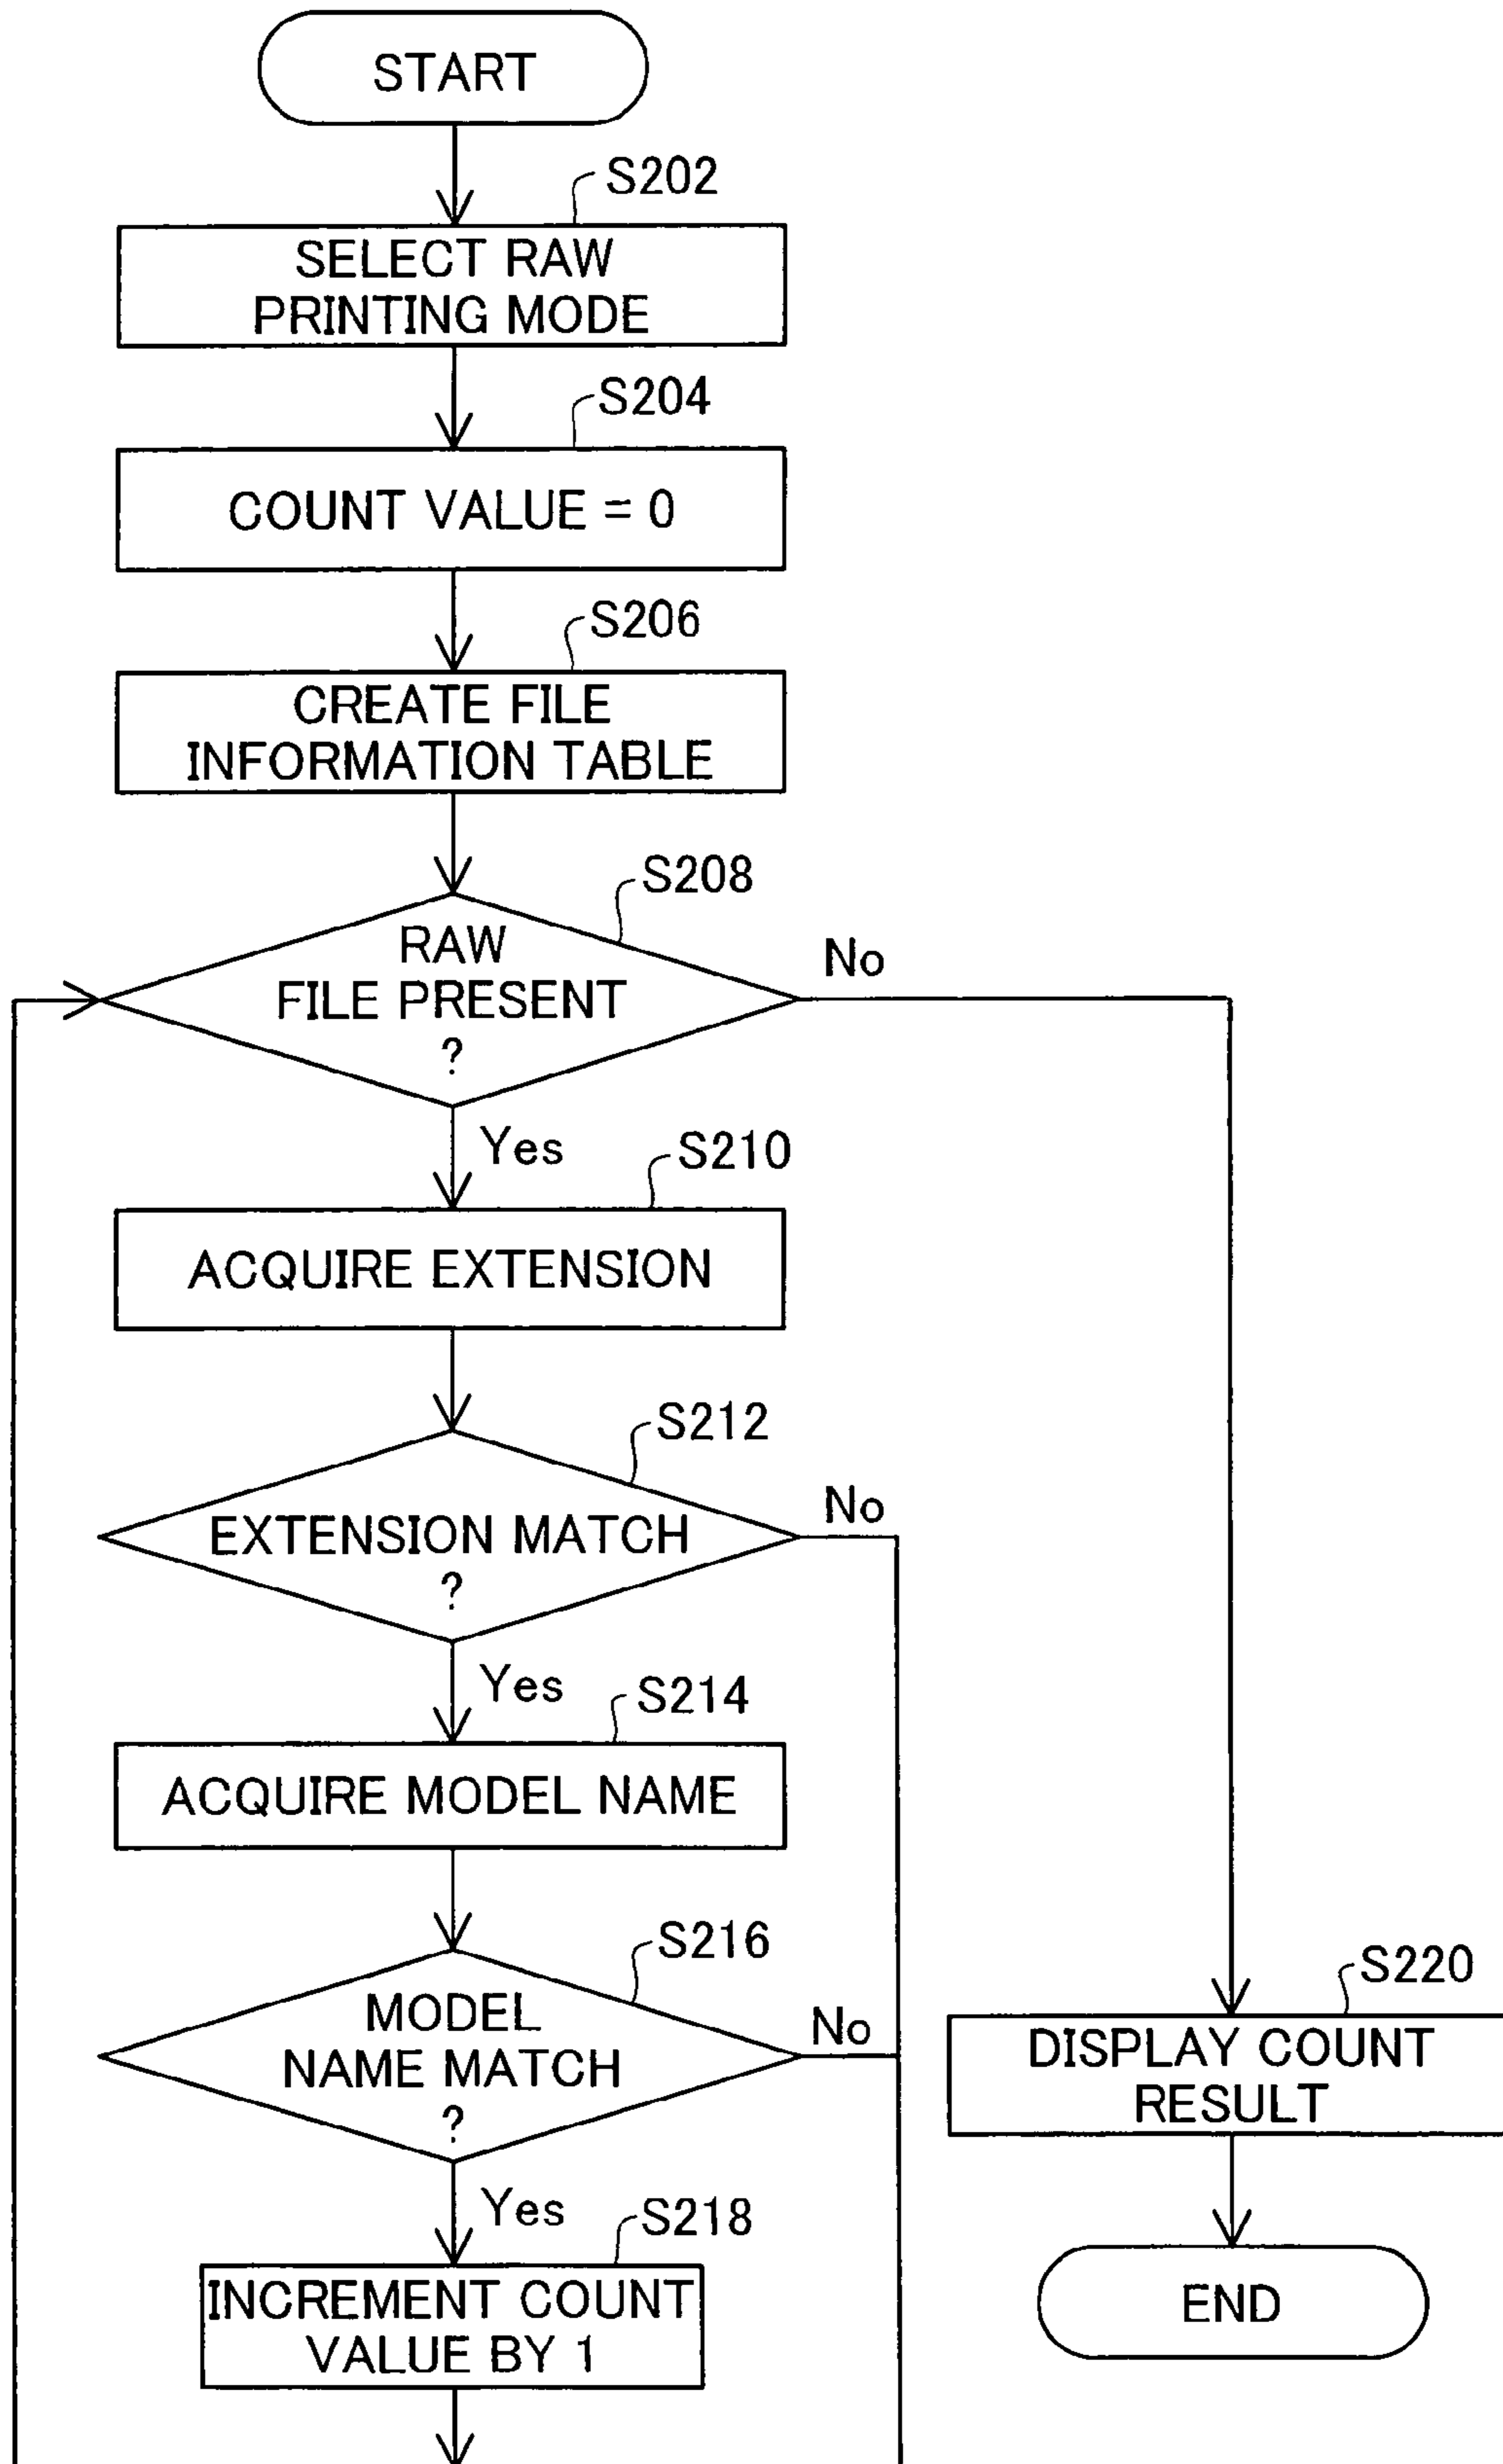 START
S202
SELECT RAW
PRINTING MODE
S204
COUNT VALUE = 0
S206
CREATE FILE
INFORMATION TABLE
S208
RAW
FILE PRESENT
?
No
Yes
S210
ACQUIRE EXTENSION
S212
EXTENSION MATCH
?
No
Yes
S214
ACQUIRE MODEL NAME
S216
MODEL
NAME MATCH
?
No
Yes
S218
INCREMENT COUNT
VALUE BY 1
S220
DISPLAY COUNT
RESULT
END